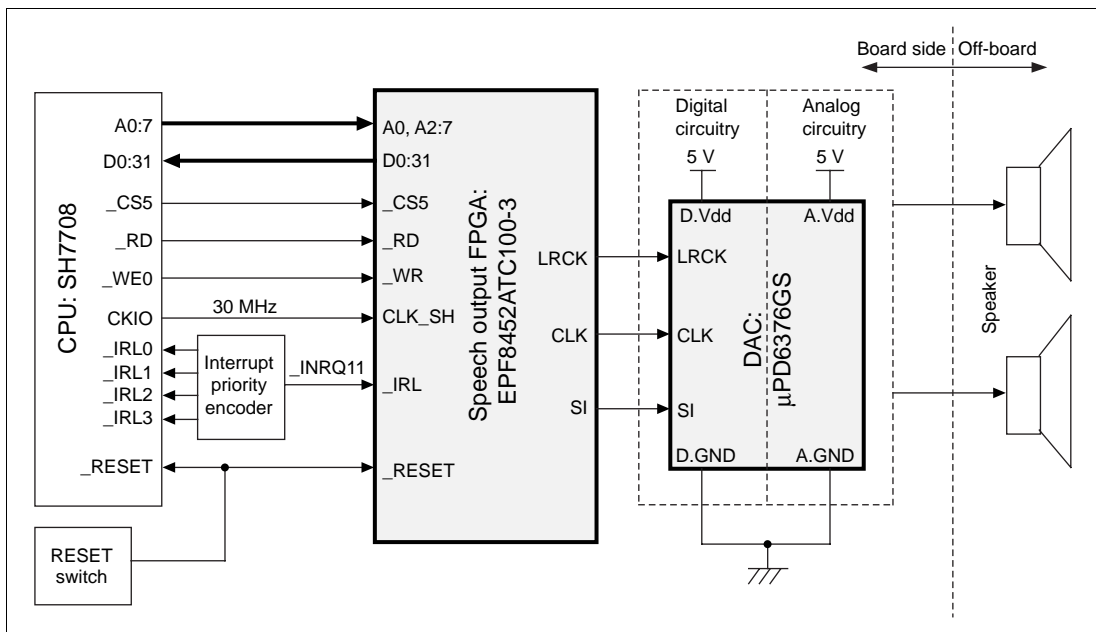 Board side
Off-board
CPU: SH7708
A0:7
D0:31
_CS5
_RD
_WE0
CKIO
_IRL0
_IRL1
_IRL2
_IRL3
_RESET
30 MHz
Interrupt
priority
encoder
_INRQ11
RESET
switch
Speech output FPGA:
EPF8452ATC100-3
A0, A2:7
D0:31
_CS5
_RD
_WR
CLK_SH
_IRL
_RESET
LRCK
CLK
SI
Digital
circuitry
5 V
Analog
circuitry
5 V
D.Vdd
A.Vdd
LRCK
CLK
SI
DAC:
µPD6376GS
D.GND
A.GND
Speaker